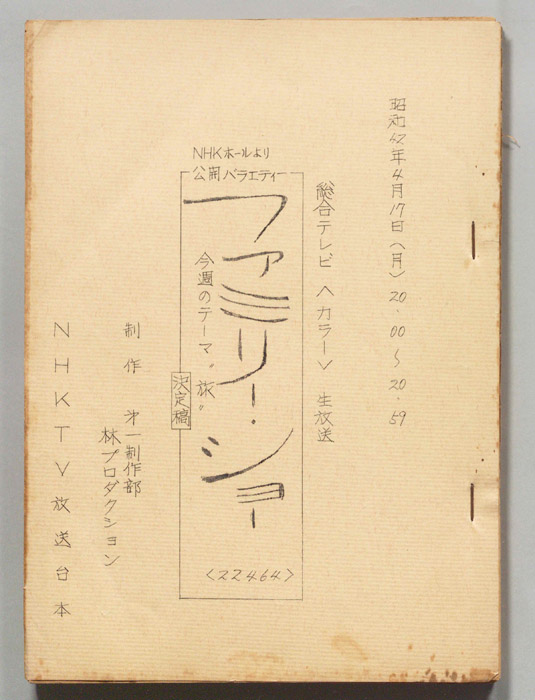 昭和42年4月17日(月) 20.00〜20.59
総合テレビ 〈カラー〉 生放送
NHKホールより
公開バラエティー
ファミリー・ショー
今週のテーマ“旅”
決定稿
〈22464〉
制作 第一制作部
林プロダクション
NHKTV放送台本